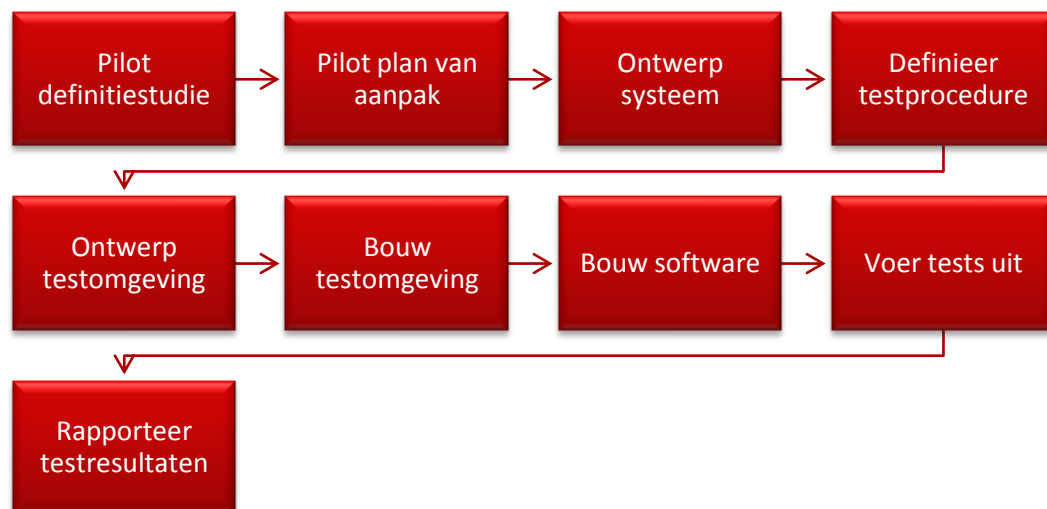 Pilot
definitiestudie
Pilot plan van
aanpak
Ontwerp
systeem
Definieer
testprocedure
Ontwerp
testomgeving
Bouw
testomgeving
Bouw software
Voer tests uit
Rapporteer
testresultaten